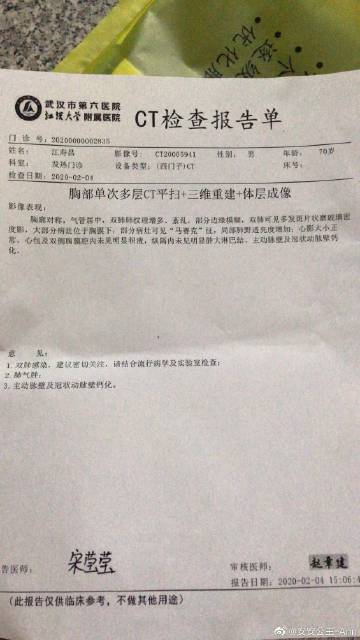 武汉市第六医院
江汉大学附属医院
CT检查报告单
门 诊 号: 20200000002835
姓名: 江寿昌 影像号: CT20005941 性别: 男 年龄: 70岁
科室: 发热门诊 设备类型: (西门子)CT 床号:
检查日期: 2020-02-04
胸部单次多层CT平扫+三维重建+体层成像
影像表现:
胸廓对称,气管居中,双肺肺纹理增多、紊乱,部分边缘模糊,双肺可见多发斑片状磨玻璃密
度影,大部分病灶位于胸膜下,部分病灶可见“马赛克”征,局部肺野透亮度增加;心影大小正
常,心包及双侧胸膜腔内未见明显积液,纵隔内未见明显肿大淋巴结。主动脉壁及冠状动脉壁钙
化。
意 见:
1. 双肺感染,建议密切关注,请结合流行病学及实验室检查;
2. 肺气肿;
3. 主动脉壁及冠状动脉壁钙化。
告医师: 宋莹莹 审核医师: 赵章健
报告日期: 2020-02-04 15:06:4
(此报告仅供临床参考,不做其他用途)